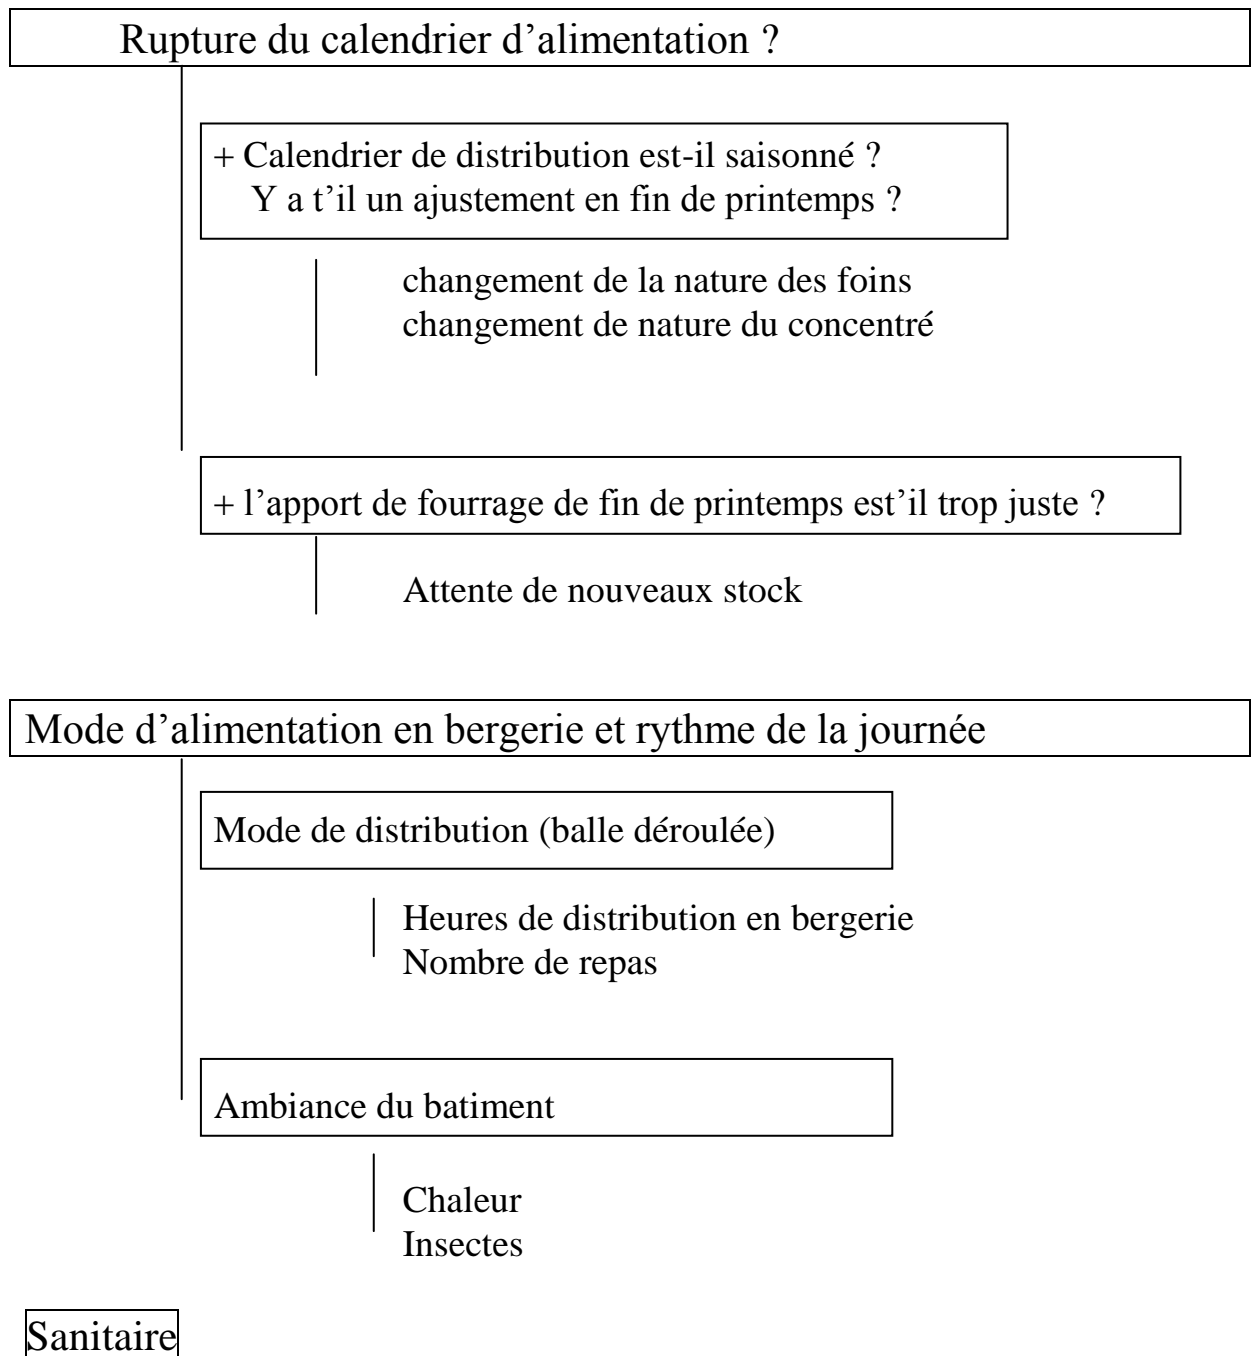 Rupture du calendrier d’alimentation ?
+ Calendrier de distribution est-il saisonné ?
Y a t’il un ajustement en fin de printemps ?
changement de la nature des foins
changement de nature du concentré
+ l’apport de fourrage de fin de printemps est’il trop juste ?
Attente de nouveaux stock
Mode d’alimentation en bergerie et rythme de la journée
Mode de distribution (balle déroulée)
Heures de distribution en bergerie
Nombre de repas
Ambiance du batiment
Chaleur
Insectes
Sanitaire